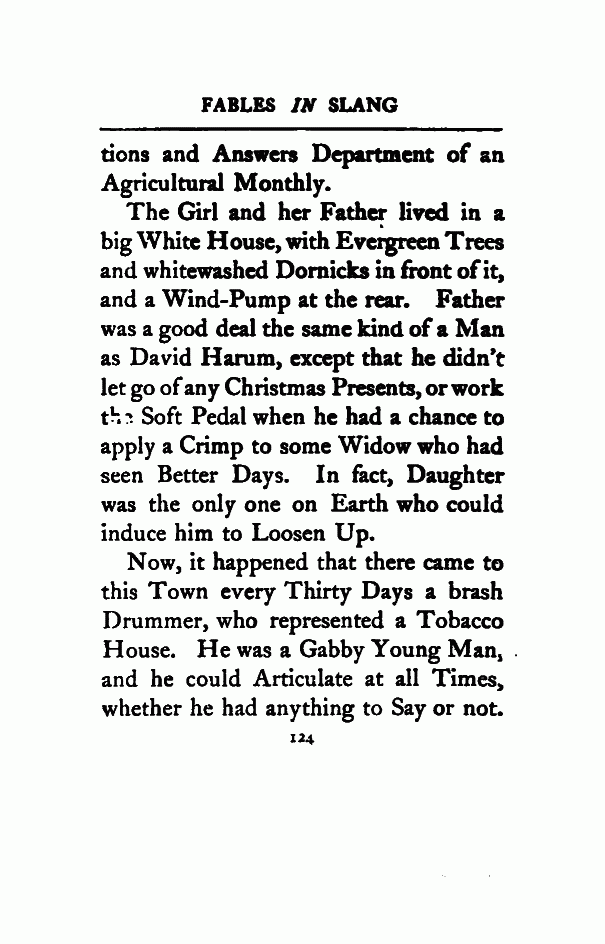 FABLES IN SLANG
tions and Answers Department of an
Agricultural Monthly.
The Girl and her Father lived in a
big White House, with Evergreen Trees
and whitewashed Dornicks in front of it,
and a Wind-Pump at the rear. Father
was a good deal the same kind of a Man
as David Harum, except that he didn't
let go of any Christmas Presents, or work
the Soft Pedal when he had a chance to
apply a Crimp to some Widow who had
seen Better Days. In fact, Daughter
was the only one on Earth who could
induce him to Loosen Up.
Now, it happened that there came to
this Town every Thirty Days a brash
Drummer, who represented a Tobacco
House. He was a Gabby Young Man,
and he could Articulate at all Times,
whether he had anything to Say or not.
124